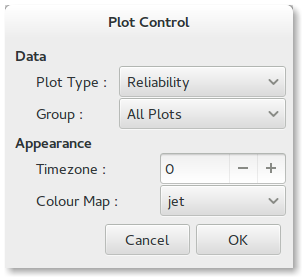 Plot Control
Data
Plot Type : Reliability
Group : All Plots
Appearance
Timezone : 0 − +
Colour Map : jet
Cancel OK